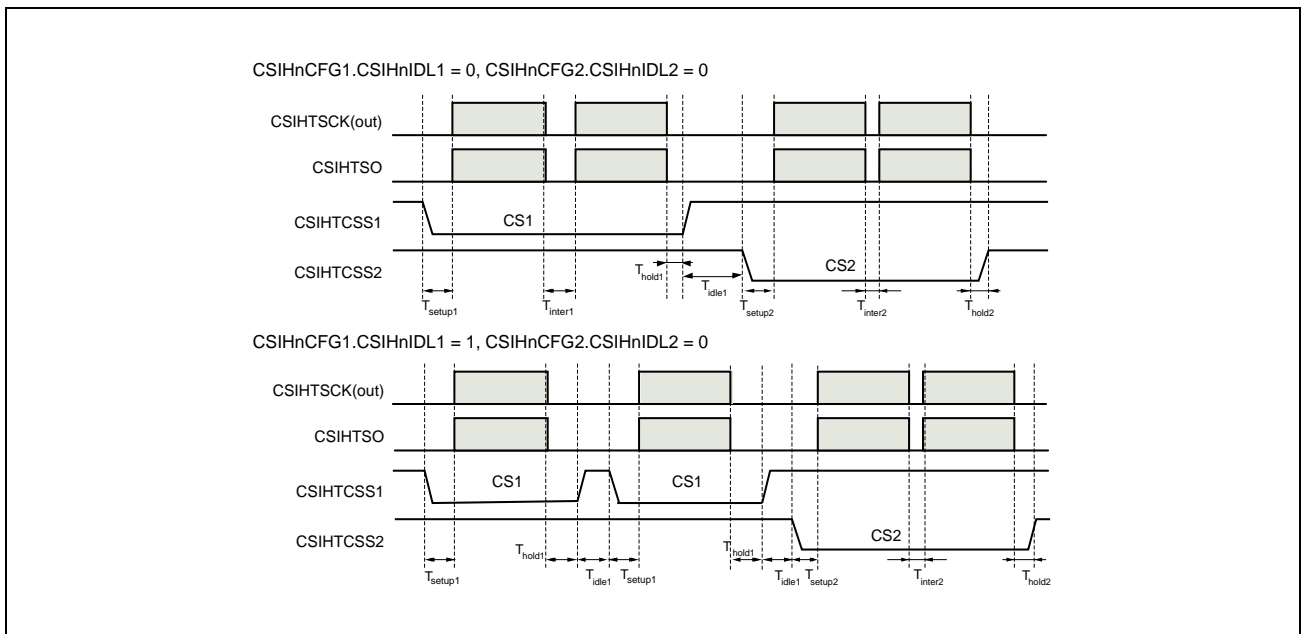 CSIHnCFG1.CSIHnIDL1 = 0, CSIHnCFG2.CSIHnIDL2 = 0
CSIHTSCK(out)
CSIHTSO
CSIHTCSS1
CS1
CSIHTCSS2
CS2
Thold1
Tidle1
Tsetup1
Tinter1
Tsetup2
Tinter2
Thold2
CSIHnCFG1.CSIHnIDL1 = 1, CSIHnCFG2.CSIHnIDL2 = 0
CSIHTSCK(out)
CSIHTSO
CSIHTCSS1
CS1
CS1
CSIHTCSS2
CS2
Thold1
Thold1
Tsetup1
Tidle1
Tsetup1
Tidle1
Tsetup2
Tinter2
Thold2